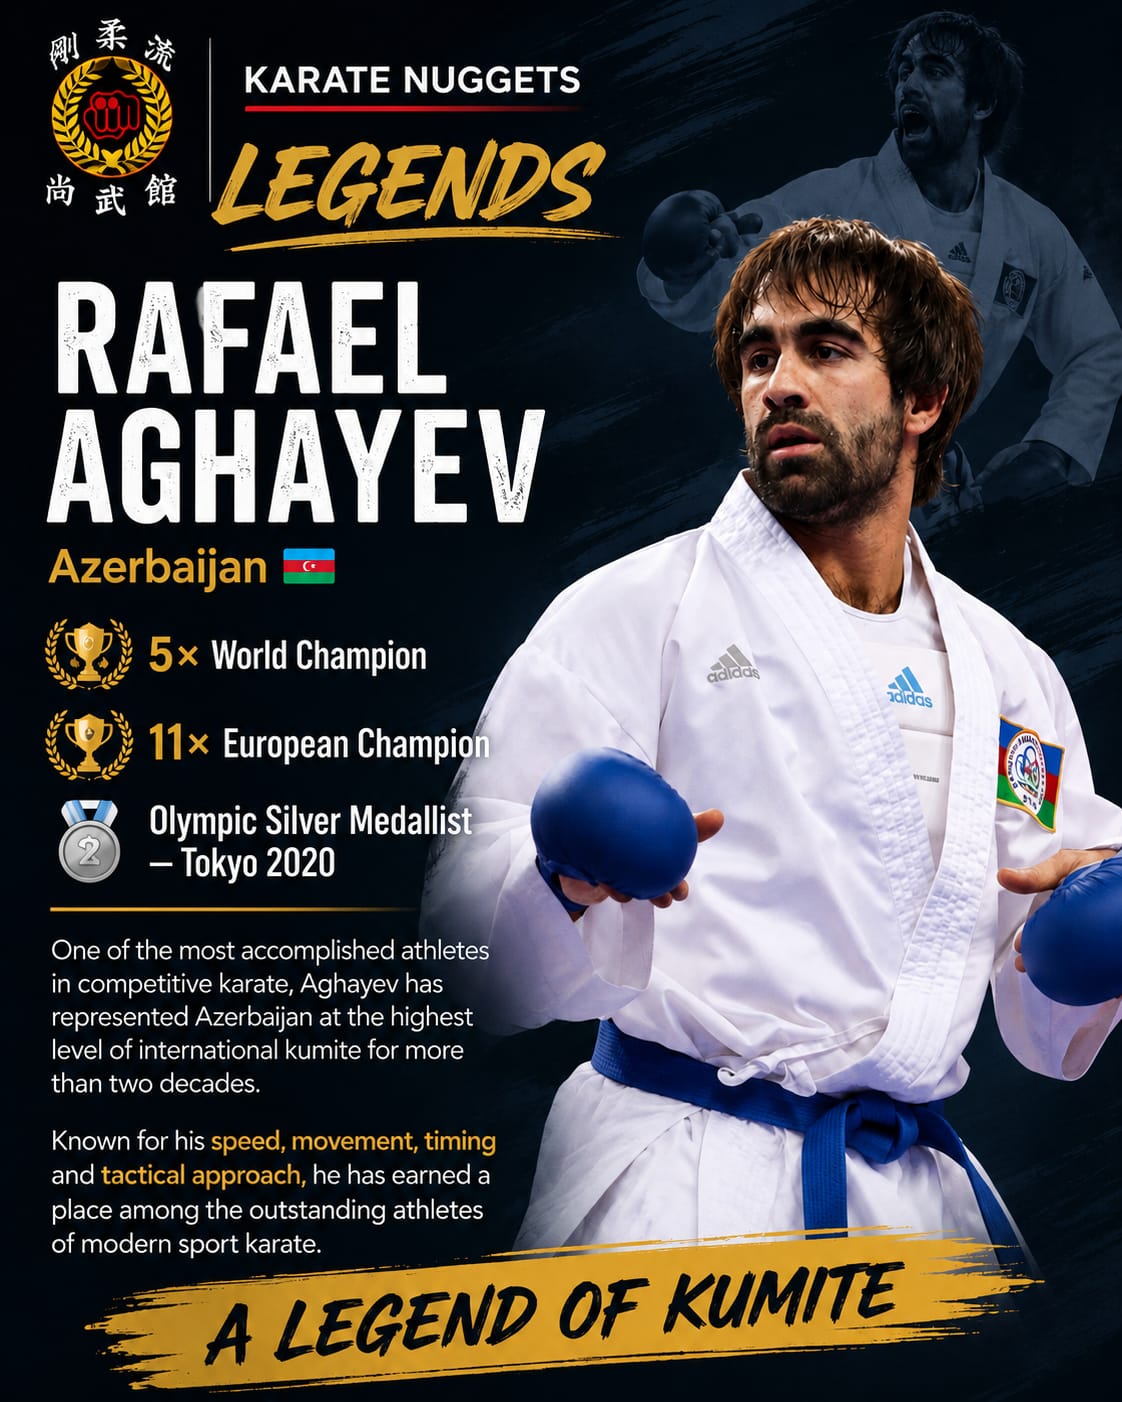 剛柔流
尚武館
KARATE NUGGETS
LEGENDS
RAFAEL
AGHAYEV
Azerbaijan
5× World Champion
11× European Champion
2
Olympic Silver Medallist
– Tokyo 2020
One of the most accomplished athletes
in competitive karate, Aghayev has
represented Azerbaijan at the highest
level of international kumite for more
than two decades.
Known for his speed, movement, timing
and tactical approach, he has earned a
place among the outstanding athletes
of modern sport karate.
adidas
adidas
A LEGEND OF KUMITE